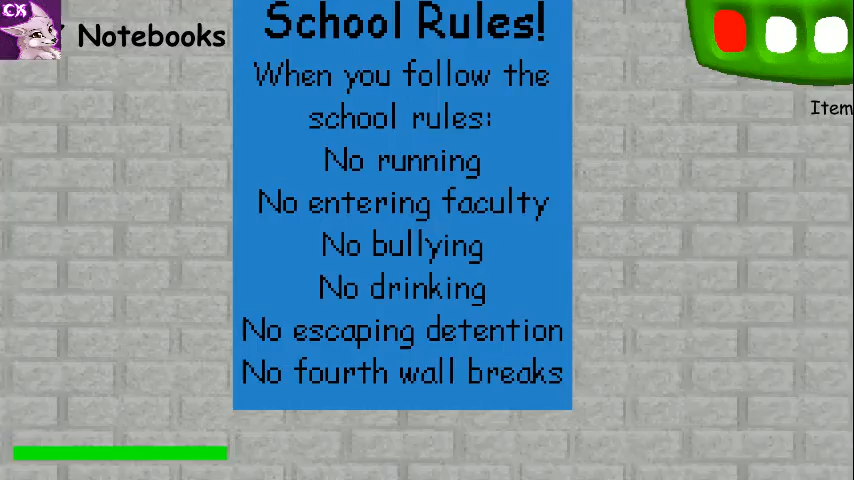 CK
Notebooks
School Rules!
When you follow the
school rules:
No running
No entering faculty
No bullying
No drinking
No escaping detention
No fourth wall breaks
Item